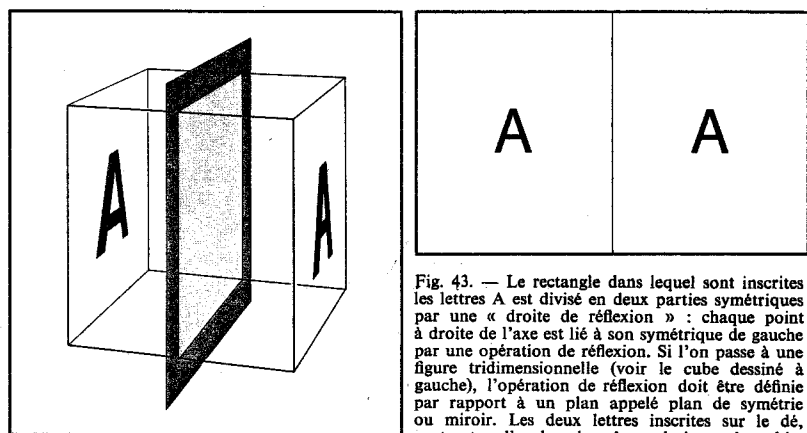 A
A
A A
Fig. 43. — Le rectangle dans lequel sont inscrites
les lettres A est divisé en deux parties symétriques
par une « droite de réflexion » : chaque point
à droite de l'axe est lié à son symétrique de gauche
par une opération de réflexion. Si l'on passe à une
figure tridimensionnelle (voir le cube dessiné à
gauche), l'opération de réflexion doit être définie
par rapport à un plan appelé plan de symétrie
ou miroir. Les deux lettres inscrites sur le dé,